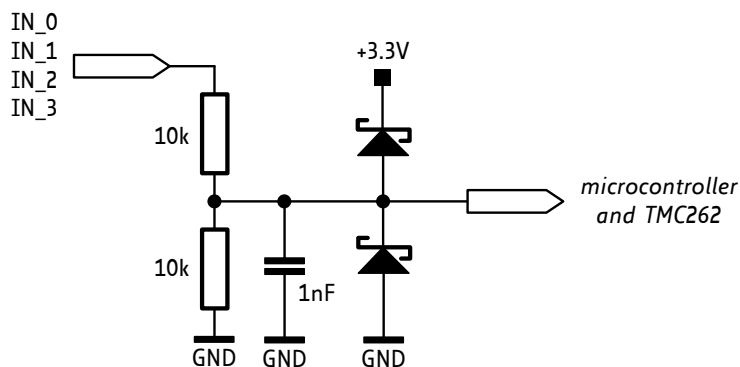 IN_0
IN_1
IN_2
IN_3
+3.3V
10k
microcontroller
and TMC262
10k
1nF
GND
GND
GND